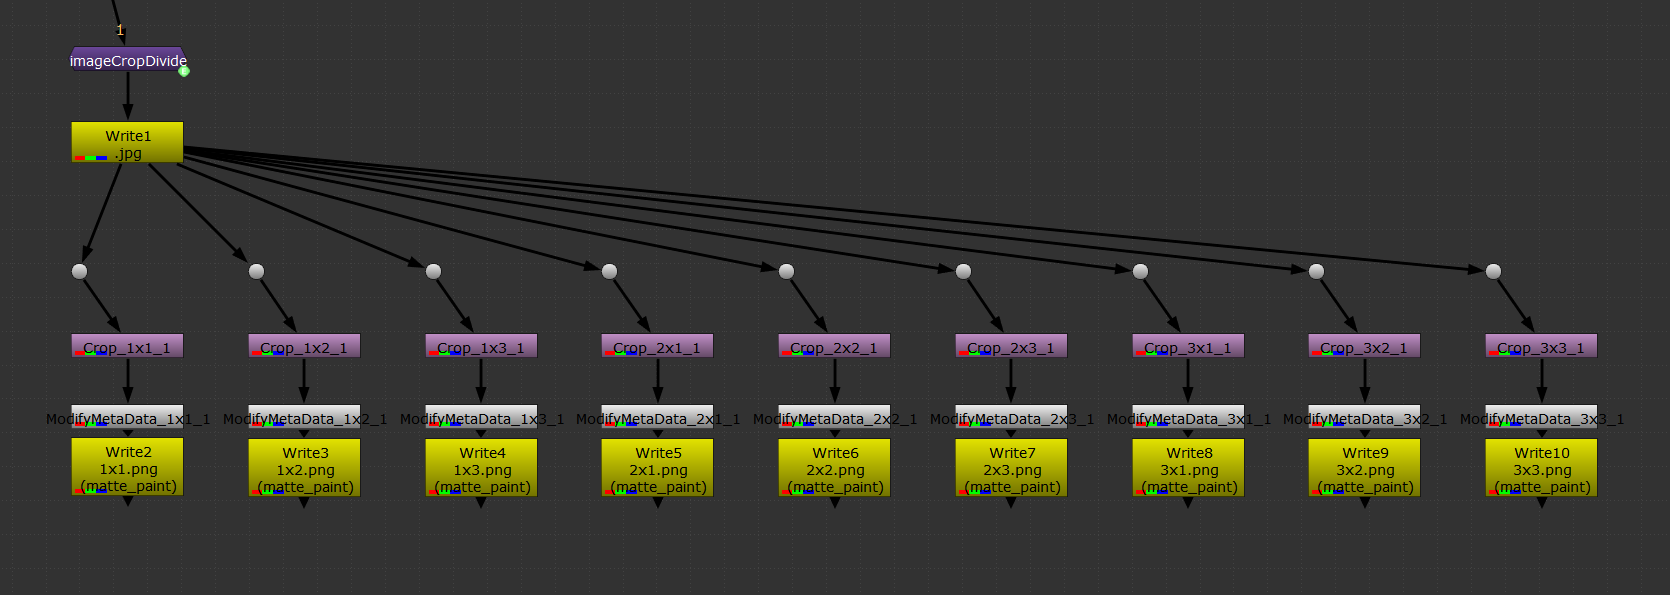 1
imageCropDivide
Write1
.jpg
Crop_1x1_1
Crop_1x2_1
Crop_1x3_1
Crop_2x1_1
Crop_2x2_1
Crop_2x3_1
Crop_3x1_1
Crop_3x2_1
Crop_3x3_1
ModifyMetaData_1x1_1
ModifyMetaData_1x2_1
ModifyMetaData_1x3_1
ModifyMetaData_2x1_1
ModifyMetaData_2x2_1
ModifyMetaData_2x3_1
ModifyMetaData_3x1_1
ModifyMetaData_3x2_1
ModifyMetaData_3x3_1
Write2
1x1.png
(matte_paint)
Write3
1x2.png
(matte_paint)
Write4
1x3.png
(matte_paint)
Write5
2x1.png
(matte_paint)
Write6
2x2.png
(matte_paint)
Write7
2x3.png
(matte_paint)
Write8
3x1.png
(matte_paint)
Write9
3x2.png
(matte_paint)
Write10
3x3.png
(matte_paint)